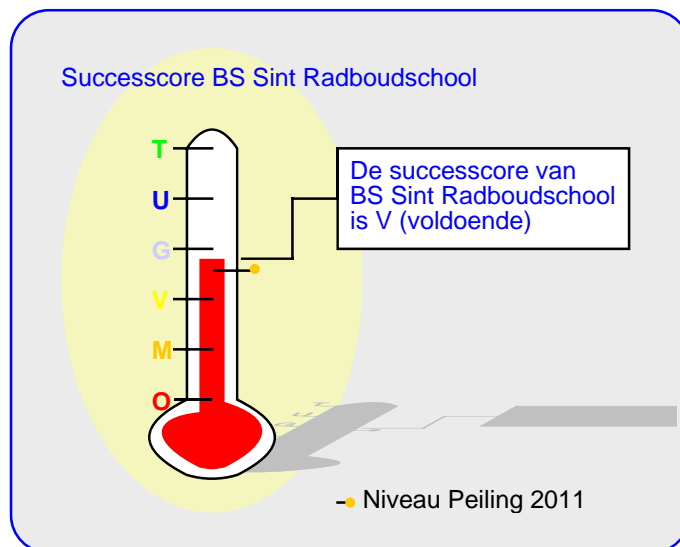 Successcore BS Sint Radboudschool
T
U
G
V
M
O
De successcore van
BS Sint Radboudschool
is V (voldoende)
Niveau Peiling 2011